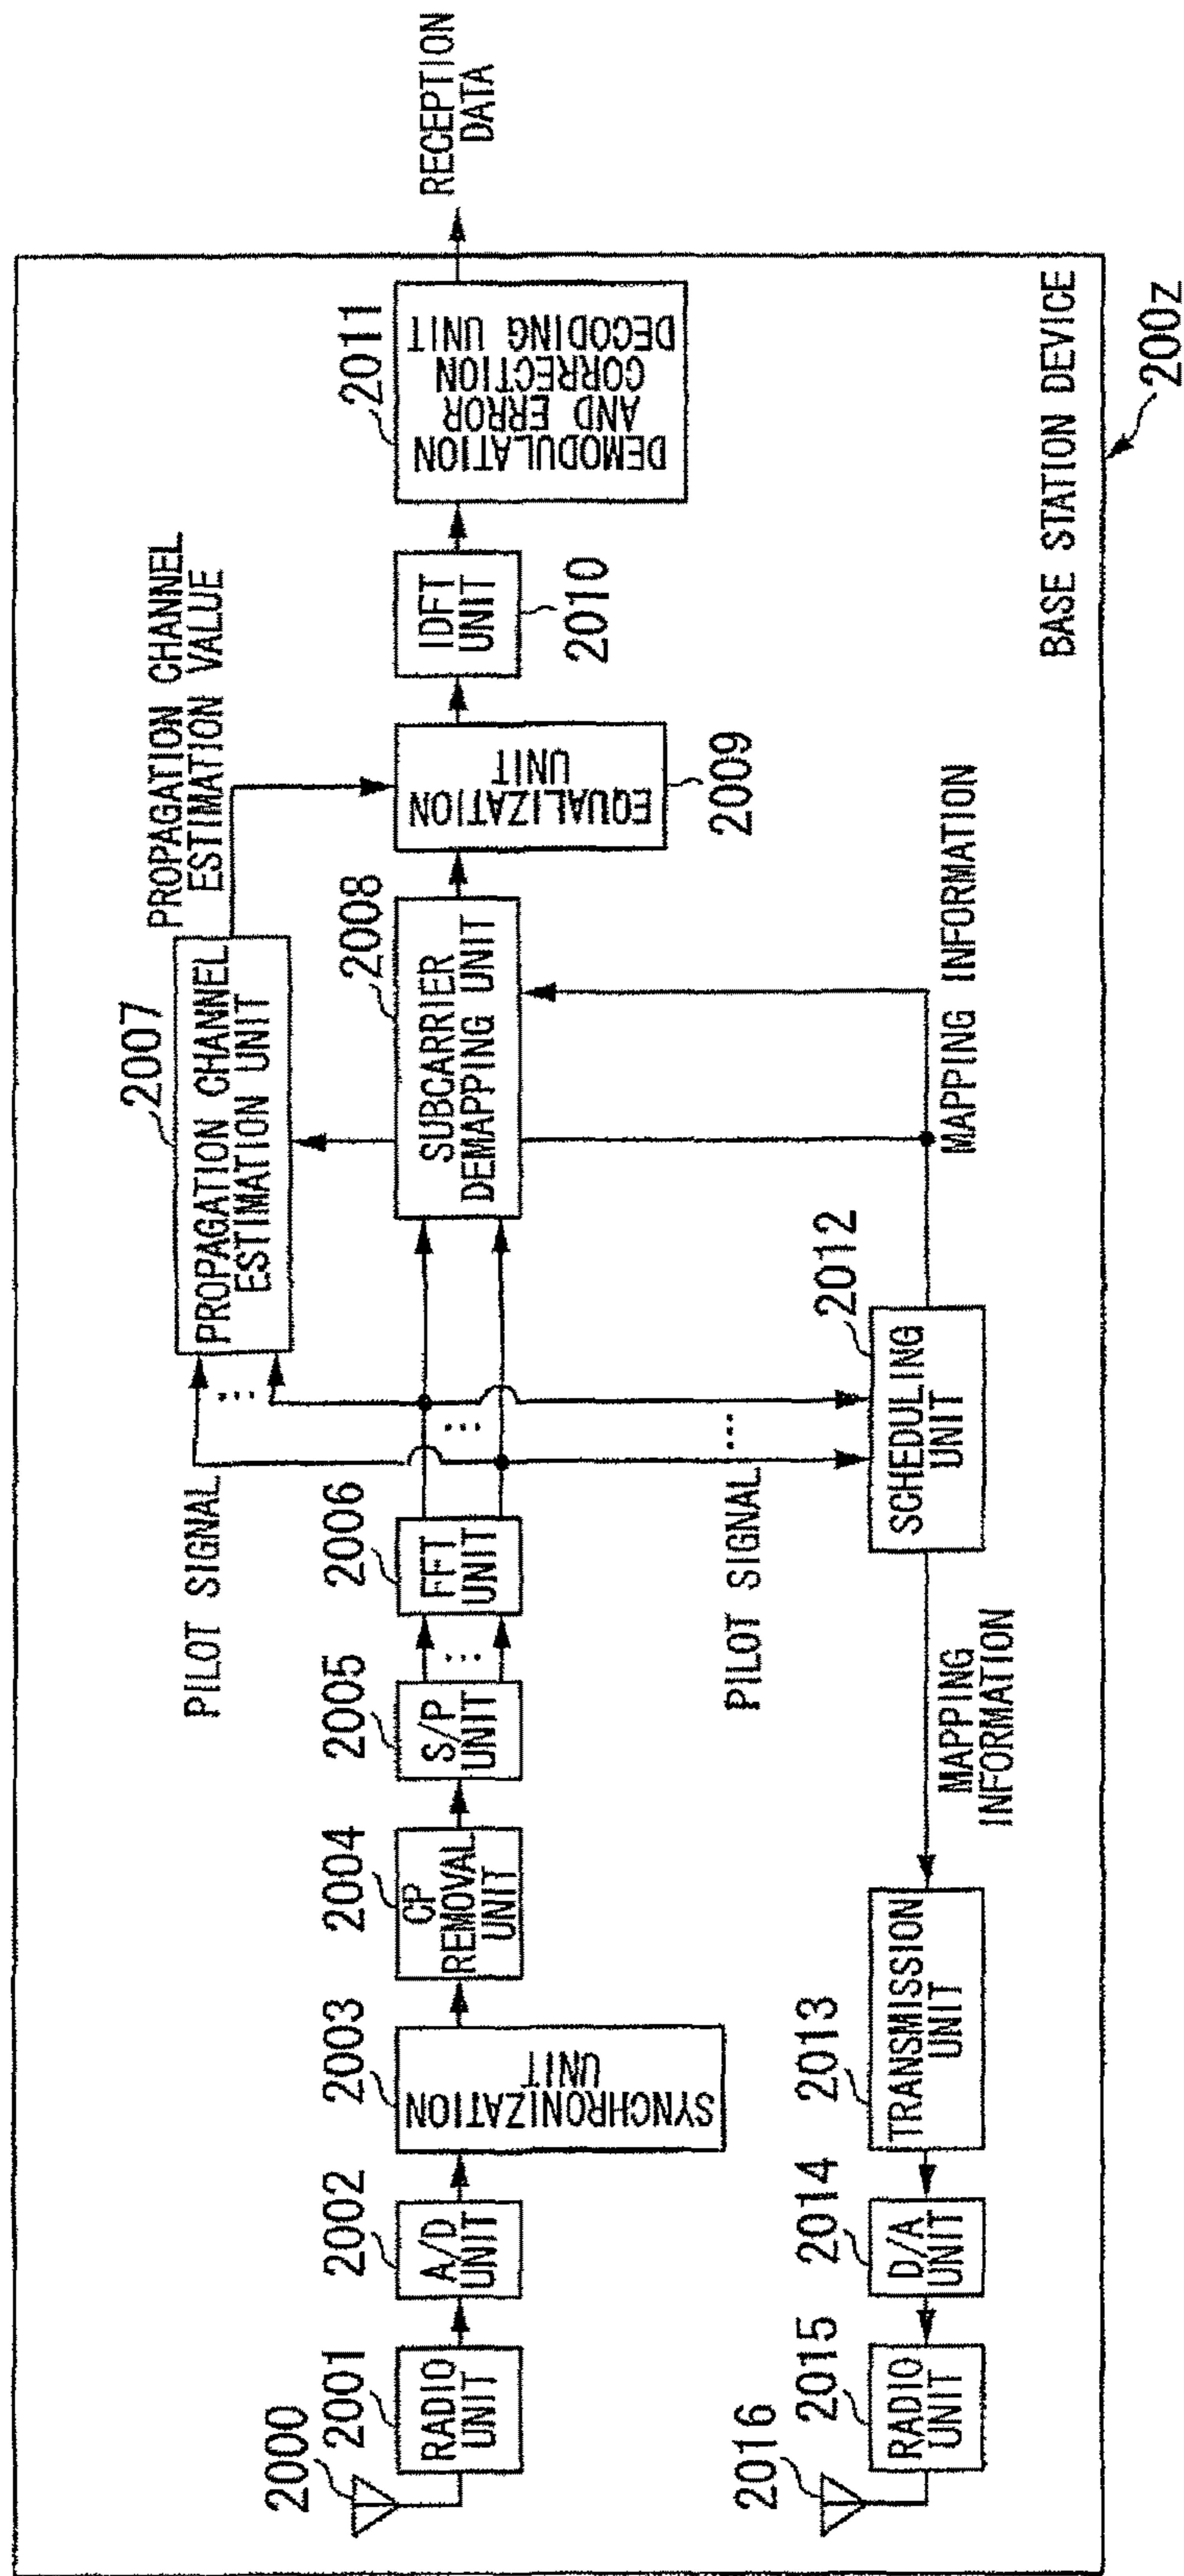 2000
2001
RADIO
UNIT
2002
A/D
UNIT
2003
SYNCHRONIZATION
UNIT
2004
CP
REMOVAL
UNIT
2005
S/P
UNIT
2006
FFT
UNIT
PILOT SIGNAL
2007
PROPAGATION CHANNEL
ESTIMATION UNIT
PROPAGATION CHANNEL
ESTIMATION VALUE
2008
SUBCARRIER
DEMAPPING UNIT
EQUALIZATION
UNIT
2009
IDFT
UNIT
2010
2011
DEMODULATION
AND ERROR
CORRECTION
DECODING UNIT
RECEPTION
DATA
PILOT SIGNAL
2012
SCHEDULING
UNIT
MAPPING INFORMATION
MAPPING
INFORMATION
2013
TRANSMISSION
UNIT
2014
D/A
UNIT
2015
RADIO
UNIT
2016
BASE STATION DEVICE
200z